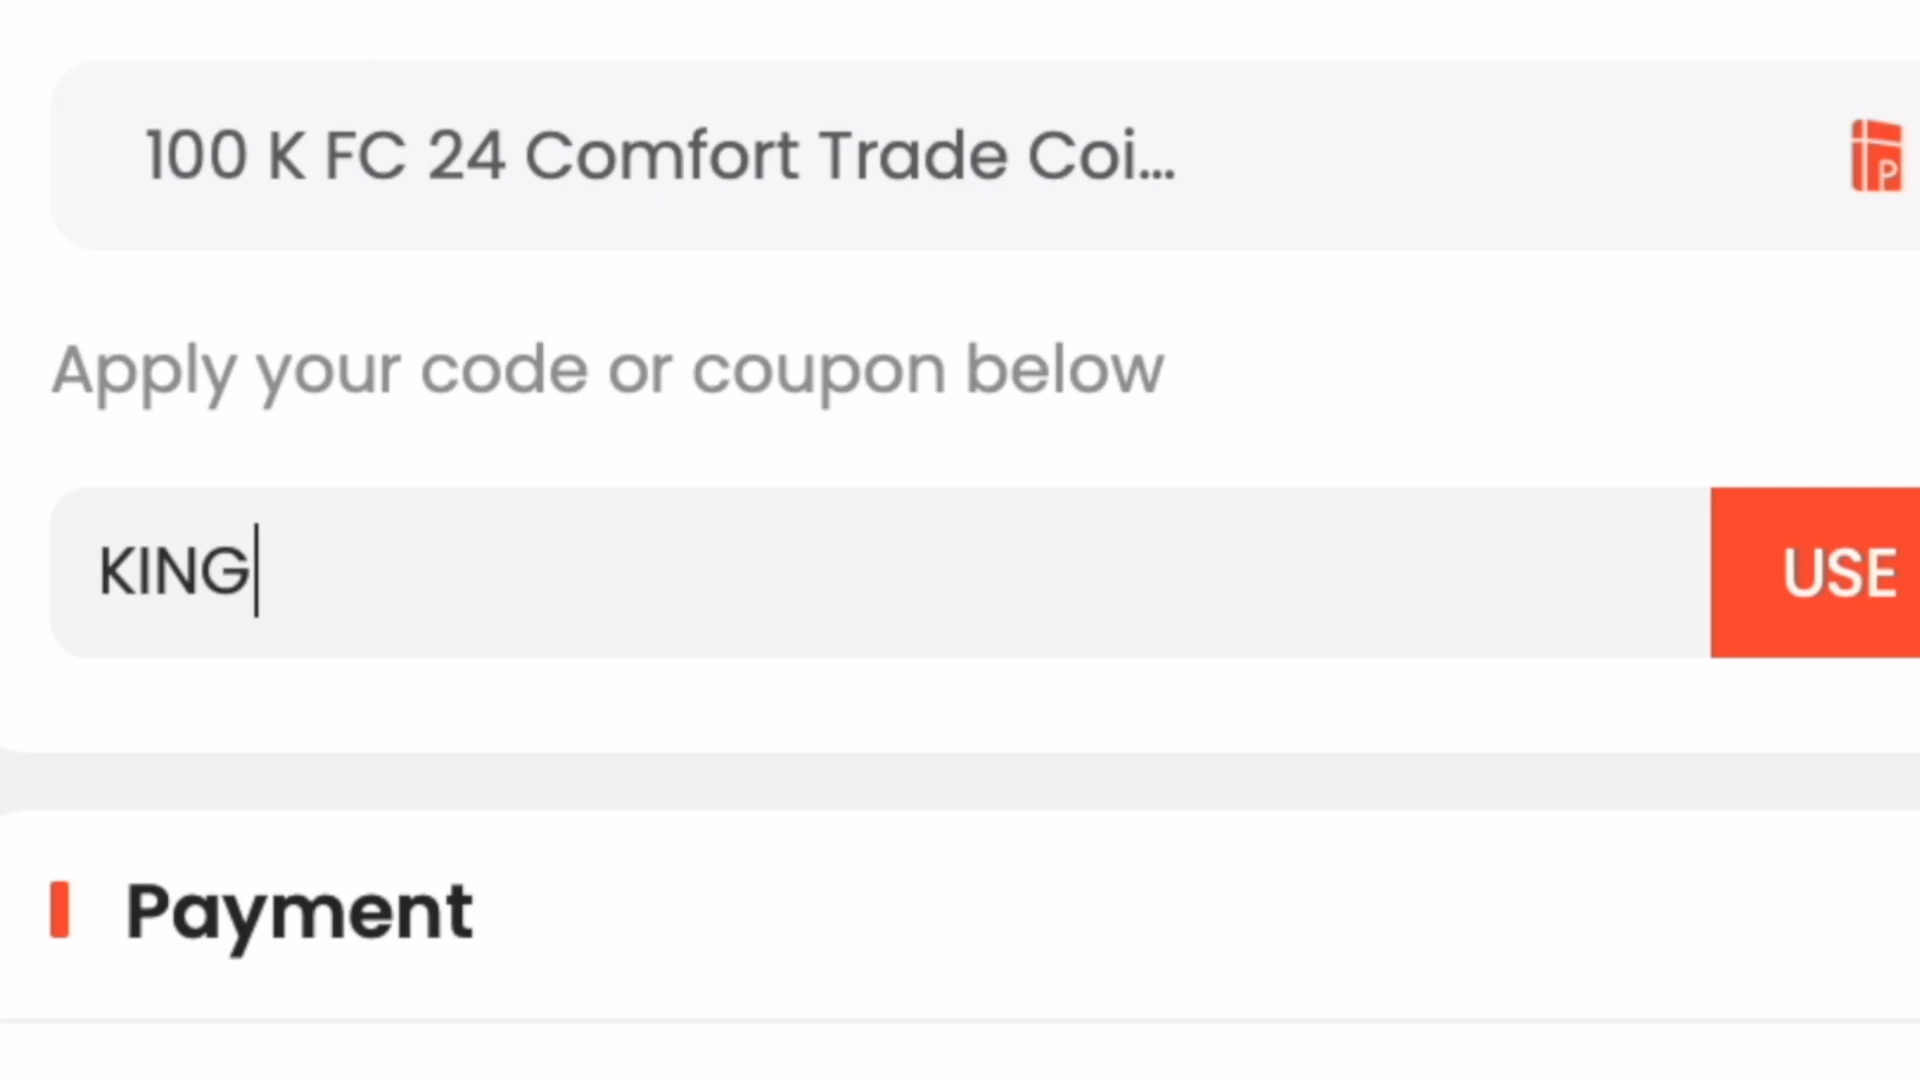 100 K FC 24 Comfort Trade Coi...
P
Apply your code or coupon below
KING
USE
Payment